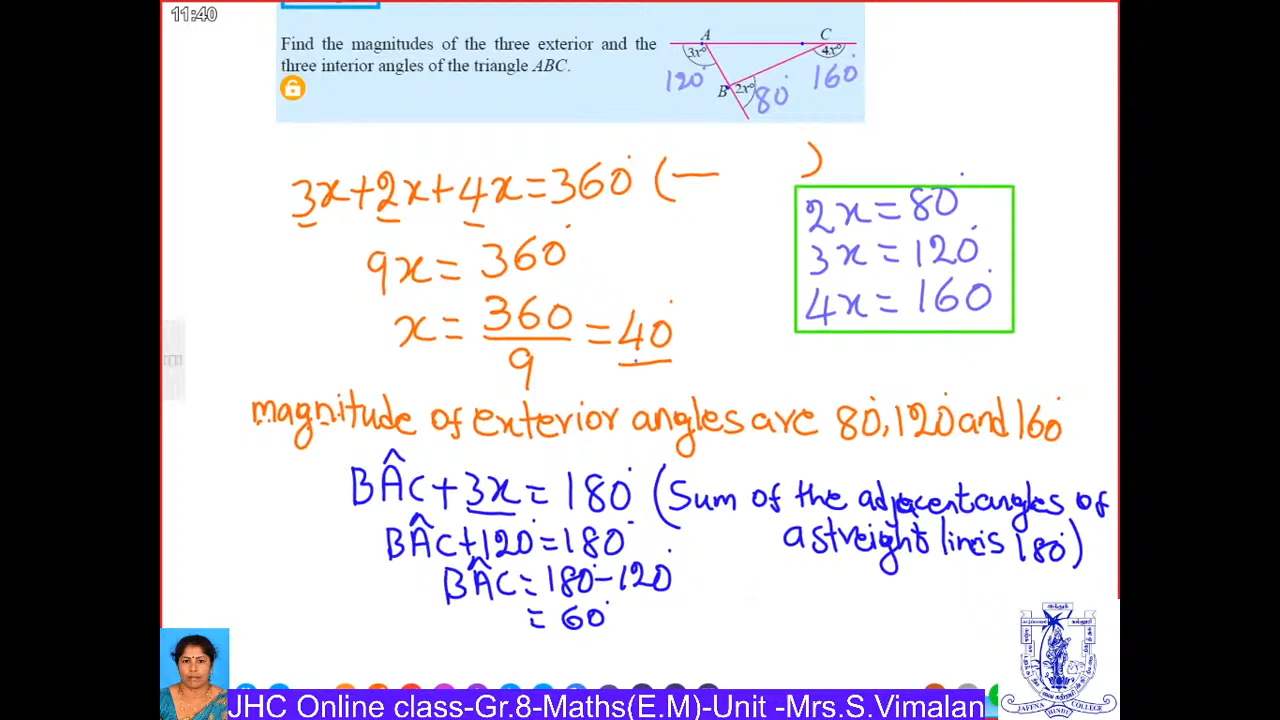 11:40
Find the magnitudes of the three exterior and the
three interior angles of the triangle ABC.
A
C
3x°
4x°
120°
160°
B
2x°
80°
3x+2x+4x=360° (— )
9x = 360°
x = 360/9 = 40°
2x = 80°
3x = 120°
4x = 160°
magnitude of exterior angles are 80°, 120° and 160°
BÂC + 3x = 180° (Sum of the adjacent angles of
a streight line is 180°)
BÂC + 120° = 180°
BÂC = 180° - 120°
= 60°
JAFFNA HINDU COLLEGE
JHC Online class-Gr.8-Maths(E.M)-Unit -Mrs.S.Vimalan